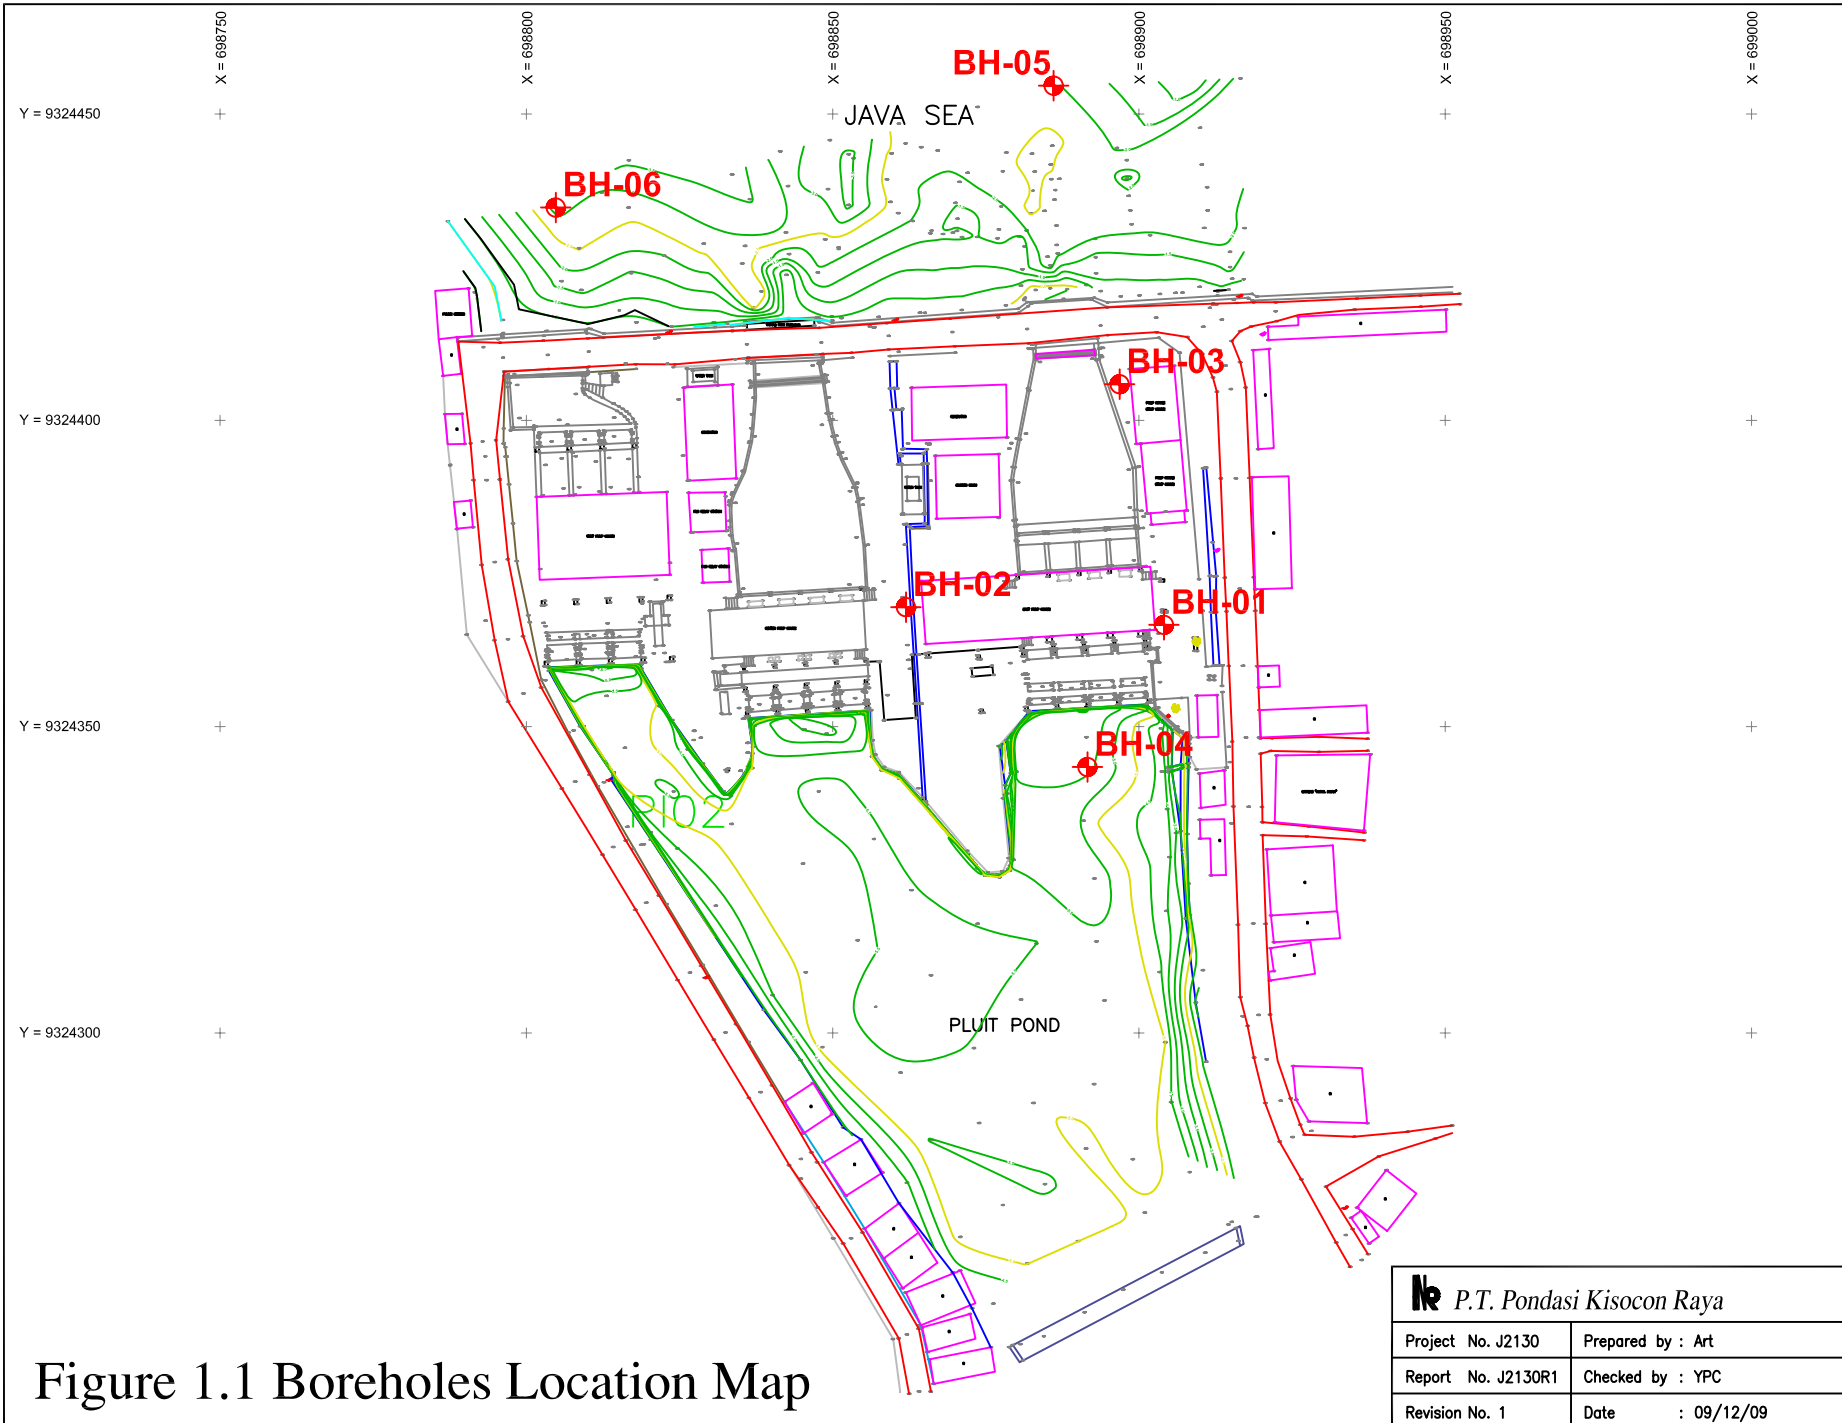 X = 698750
X = 698800
X = 698850
X = 698900
X = 698950
X = 699000
BH-05
Y = 9324450
JAVA SEA
BH-06
BH-03
Y = 9324400
BH-02
BH-01
Y = 9324350
BH-04
PI02
Y = 9324300
PLUIT POND
P.T. Pondasi Kisocon Raya
Project No. J2130 Prepared by : Art
Report No. J2130R1 Checked by : YPC
Revision No. 1 Date : 09/12/09
Figure 1.1 Boreholes Location Map